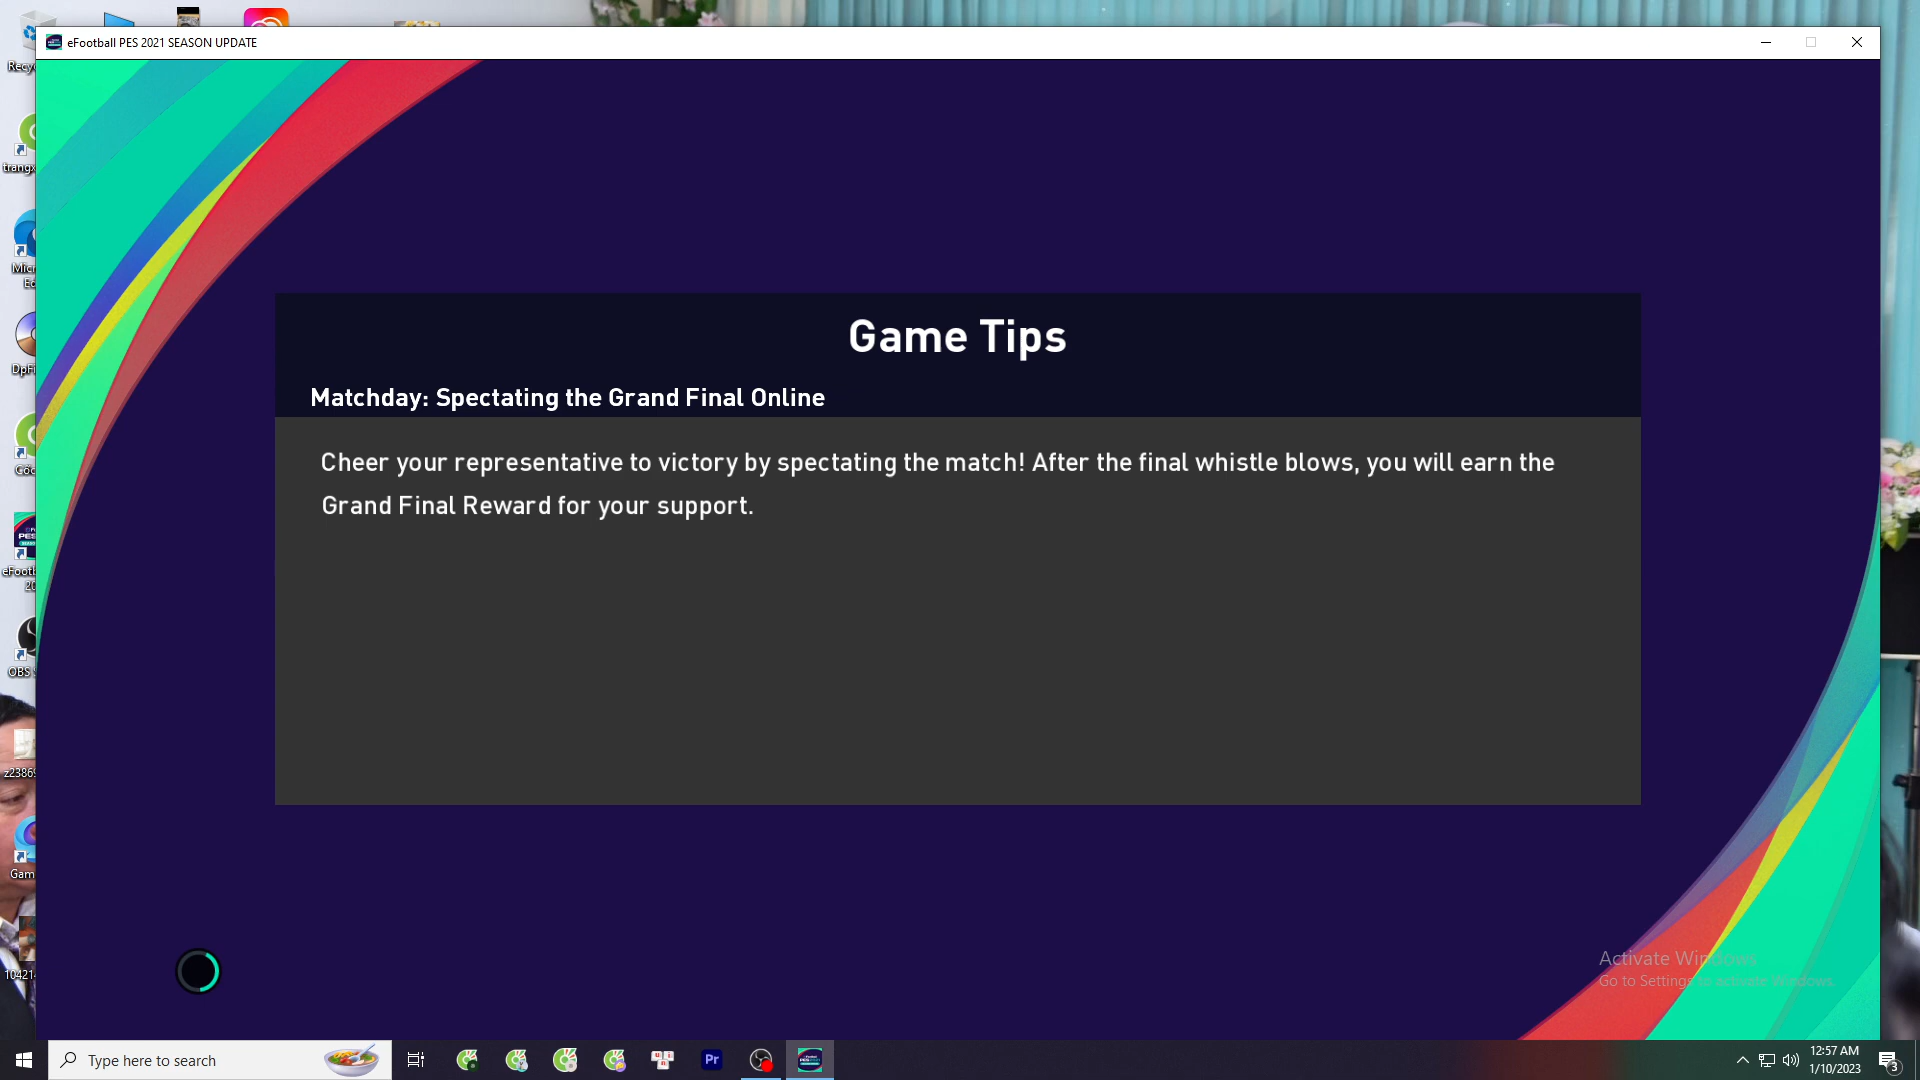 eFootball PES 2021 SEASON UPDATE
Game Tips
Matchday: Spectating the Grand Final Online
Cheer your representative to victory by spectating the match! After the final whistle blows, you will earn the
Grand Final Reward for your support.
Activate Windows
Go to Settings to activate Windows.
Type here to search
Pr
12:57 AM
1/10/2023
3